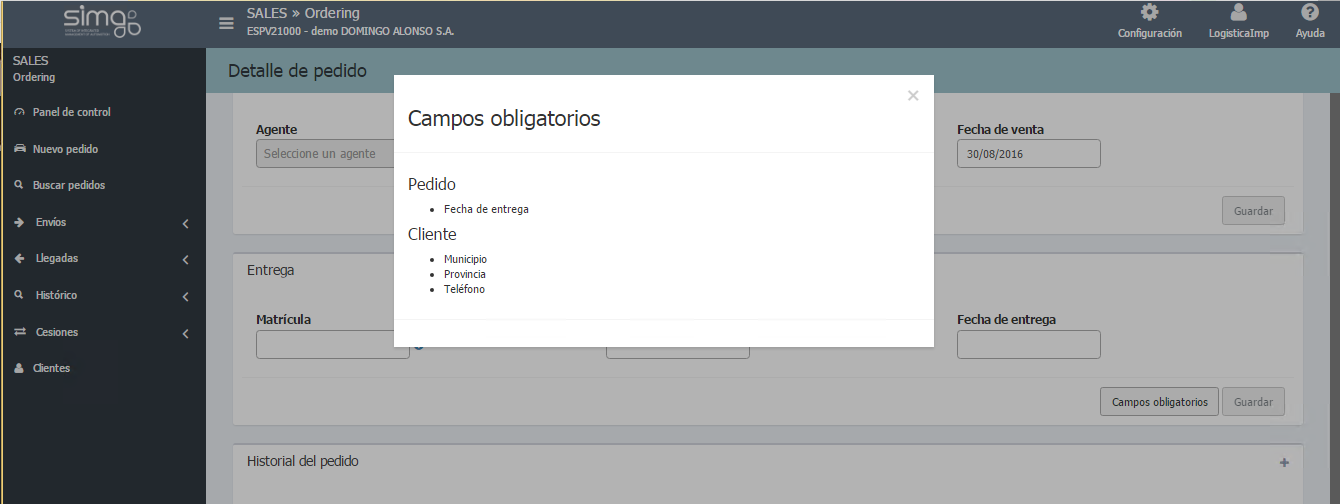 simgo
SALES » Ordering
ESPV21000 - demo DOMINGO ALONSO S.A.
Configuración
LogisticaImp
Ayuda
SALES
Ordering
Panel de control
Nuevo pedido
Buscar pedidos
Envíos
Llegadas
Histórico
Cesiones
Clientes
Detalle de pedido
Agente
Seleccione un agente
Fecha de venta
30/08/2016
Guardar
Campos obligatorios
Pedido
Fecha de entrega
Cliente
Municipio
Provincia
Teléfono
Entrega
Matrícula
Fecha de entrega
Campos obligatorios
Guardar
Historial del pedido